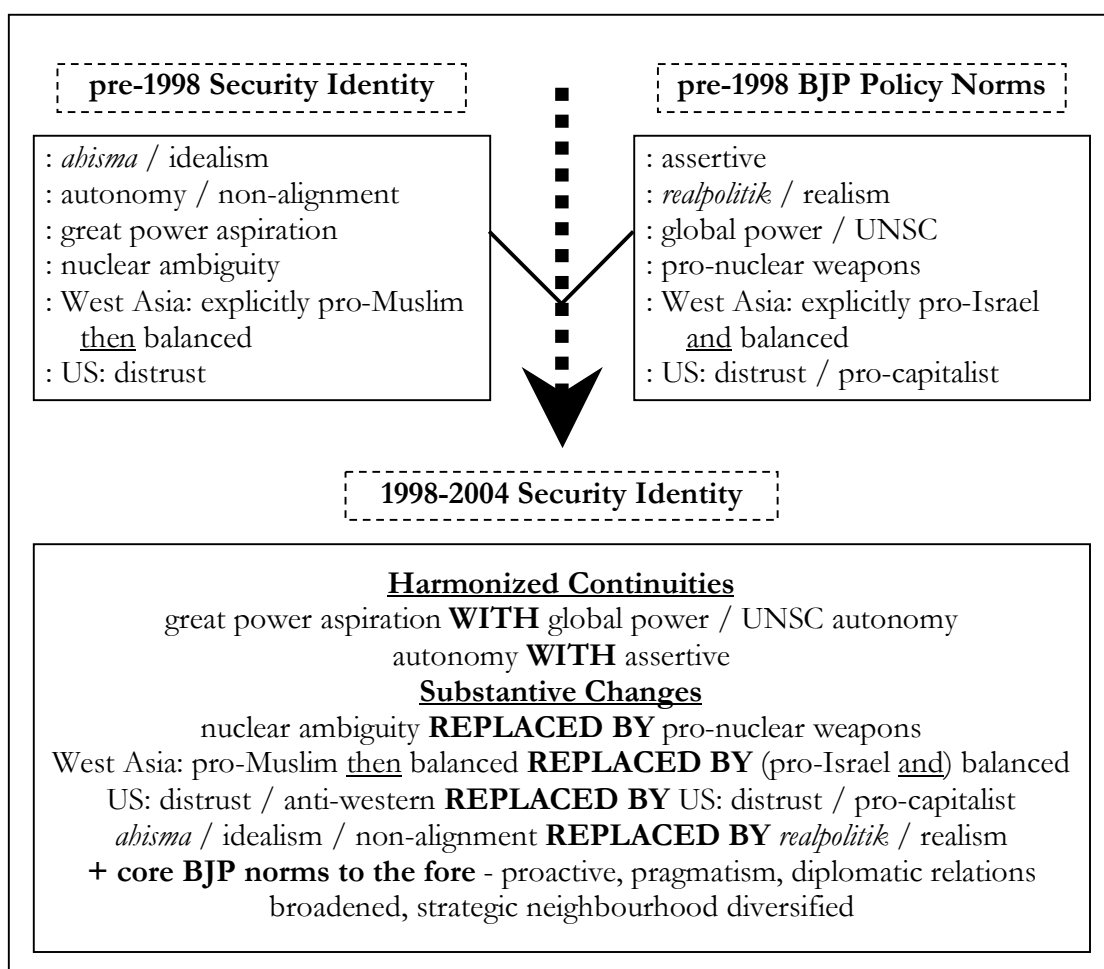 pre-1998 Security Identity
: ahisma / idealism
: autonomy / non-alignment
: great power aspiration
: nuclear ambiguity
: West Asia: explicitly pro-Muslim
then balanced
: US: distrust
pre-1998 BJP Policy Norms
: assertive
: realpolitik / realism
: global power / UNSC
: pro-nuclear weapons
: West Asia: explicitly pro-Israel
and balanced
: US: distrust / pro-capitalist
1998-2004 Security Identity
Harmonized Continuities
great power aspiration WITH global power / UNSC autonomy
autonomy WITH assertive
Substantive Changes
nuclear ambiguity REPLACED BY pro-nuclear weapons
West Asia: pro-Muslim then balanced REPLACED BY (pro-Israel and) balanced
US: distrust / anti-western REPLACED BY US: distrust / pro-capitalist
ahisma / idealism / non-alignment REPLACED BY realpolitik / realism
+ core BJP norms to the fore - proactive, pragmatism, diplomatic relations
broadened, strategic neighbourhood diversified